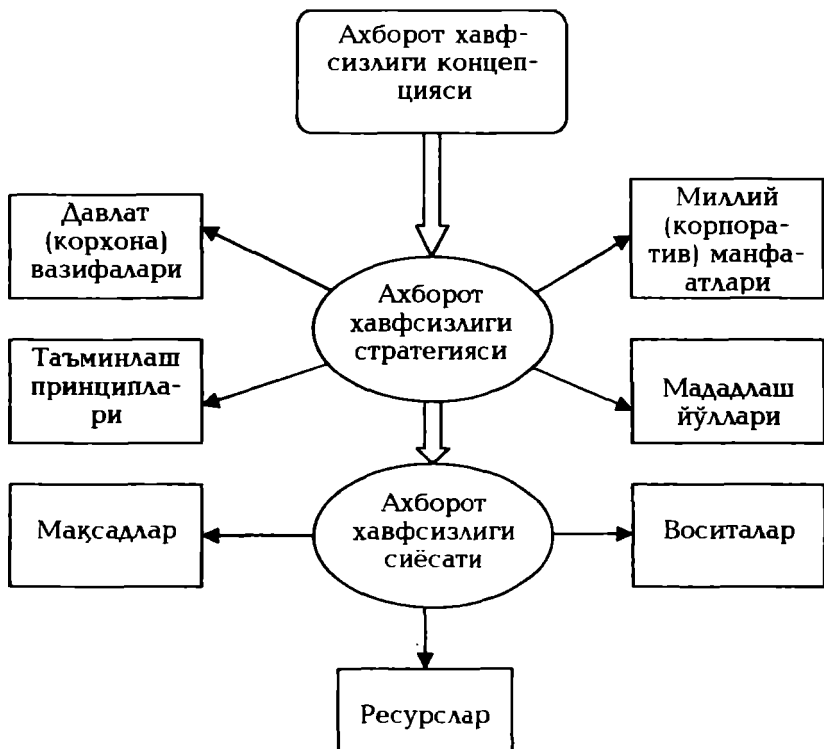 Ахборот хавф-
сизлиги концеп-
цияси
Давлат
(корхона)
вазифалари
Миллий
(корпора-
тив) манфа-
атлари
Ахборот
хавфсизлиги
стратегияси
Таъминлаш
принципла-
ри
Мададлаш
йўллари
Мақсадлар
Ахборот
хавфсизлиги
сиёсати
Воситалар
Ресурслар